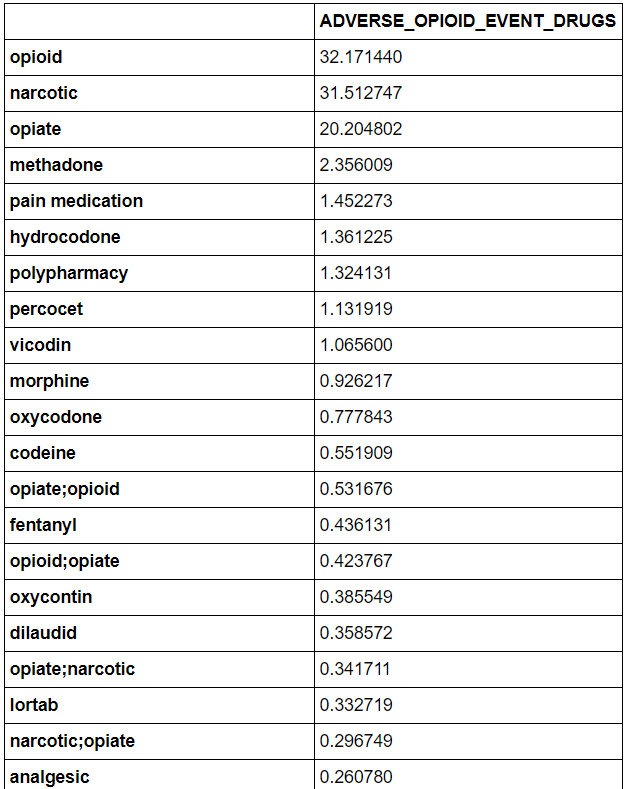 ADVERSE_OPIOID_EVENT_DRUGS
opioid 32.171440
narcotic 31.512747
opiate 20.204802
methadone 2.356009
pain medication 1.452273
hydrocodone 1.361225
polypharmacy 1.324131
percocet 1.131919
vicodin 1.065600
morphine 0.926217
oxycodone 0.777843
codeine 0.551909
opiate;opioid 0.531676
fentanyl 0.436131
opioid;opiate 0.423767
oxycontin 0.385549
dilaudid 0.358572
opiate;narcotic 0.341711
lortab 0.332719
narcotic;opiate 0.296749
analgesic 0.260780